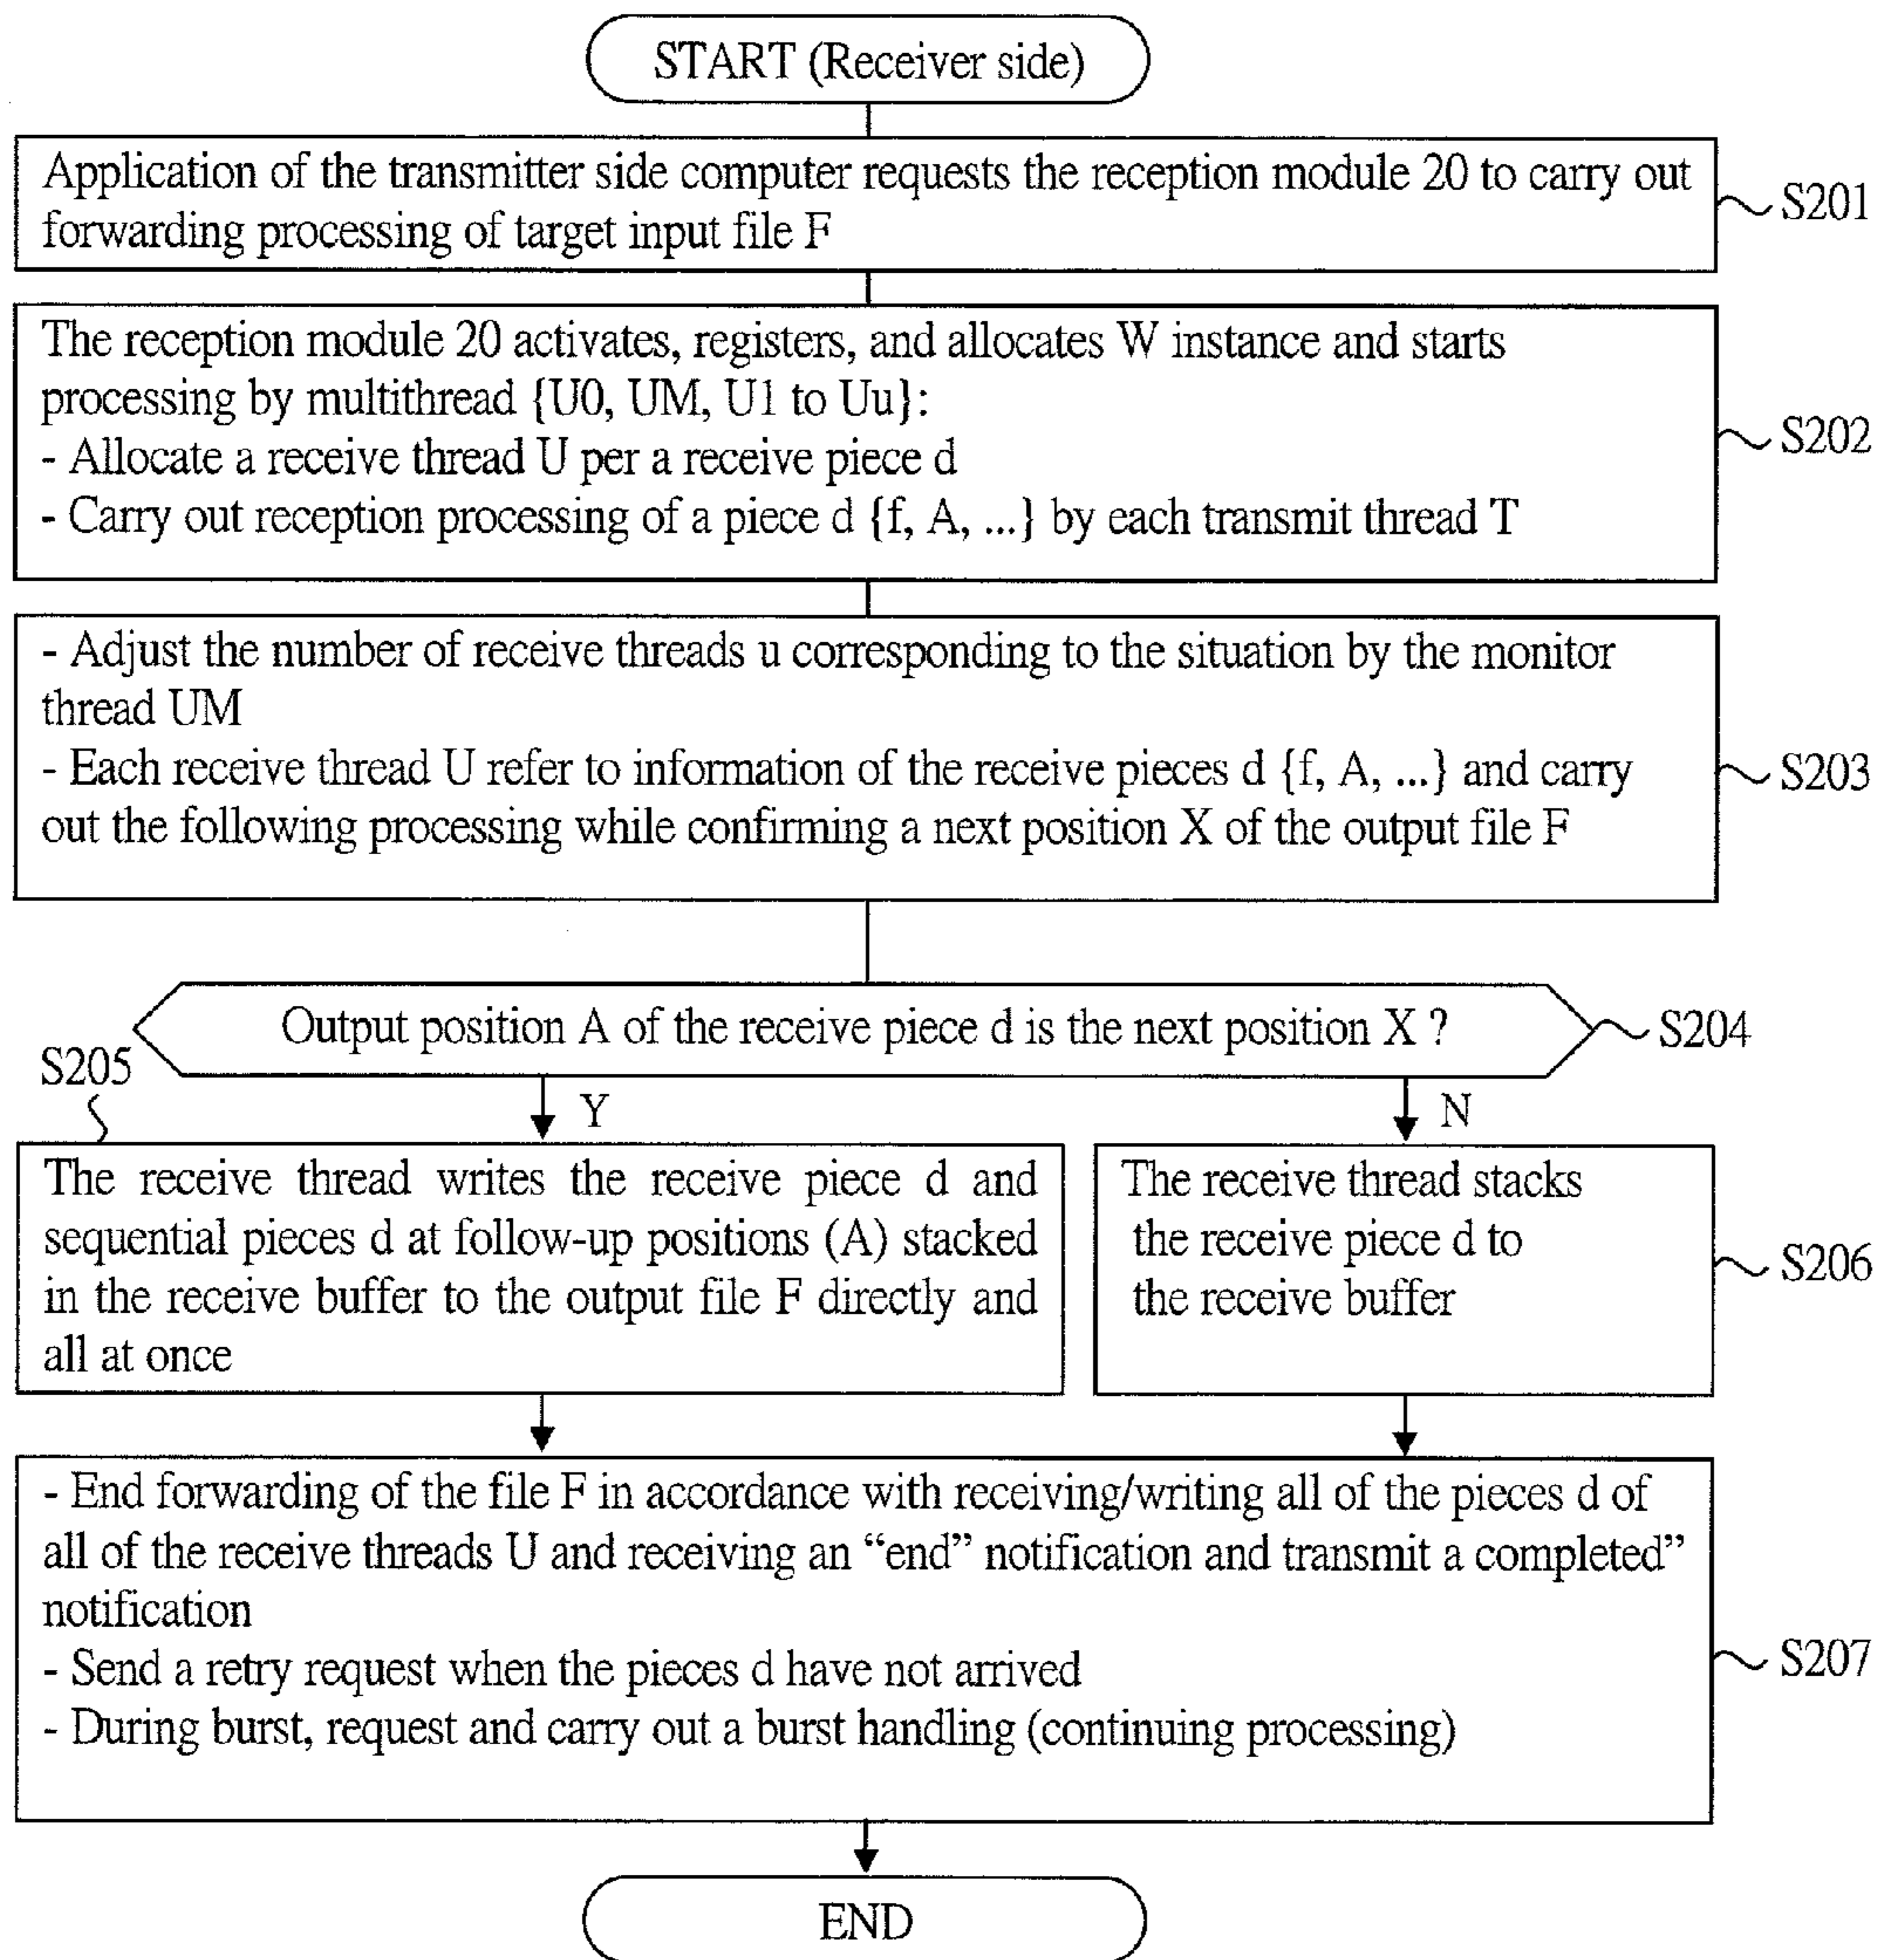 START (Receiver side)
Application of the transmitter side computer requests the reception module 20 to carry out
forwarding processing of target input file F
S201
The reception module 20 activates, registers, and allocates W instance and starts
processing by multithread {U0, UM, U1 to Uu}:
- Allocate a receive thread U per a receive piece d
- Carry out reception processing of a piece d {f, A, ...} by each transmit thread T
S202
- Adjust the number of receive threads u corresponding to the situation by the monitor
thread UM
- Each receive thread U refer to information of the receive pieces d {f, A, ...} and carry
out the following processing while confirming a next position X of the output file F
S203
Output position A of the receive piece d is the next position X ?
S204
S205
Y
N
The receive thread writes the receive piece d and
sequential pieces d at follow-up positions (A) stacked
in the receive buffer to the output file F directly and
all at once
The receive thread stacks
the receive piece d to
the receive buffer
S206
- End forwarding of the file F in accordance with receiving/writing all of the pieces d of
all of the receive threads U and receiving an “end” notification and transmit a completed”
notification
- Send a retry request when the pieces d have not arrived
- During burst, request and carry out a burst handling (continuing processing)
S207
END